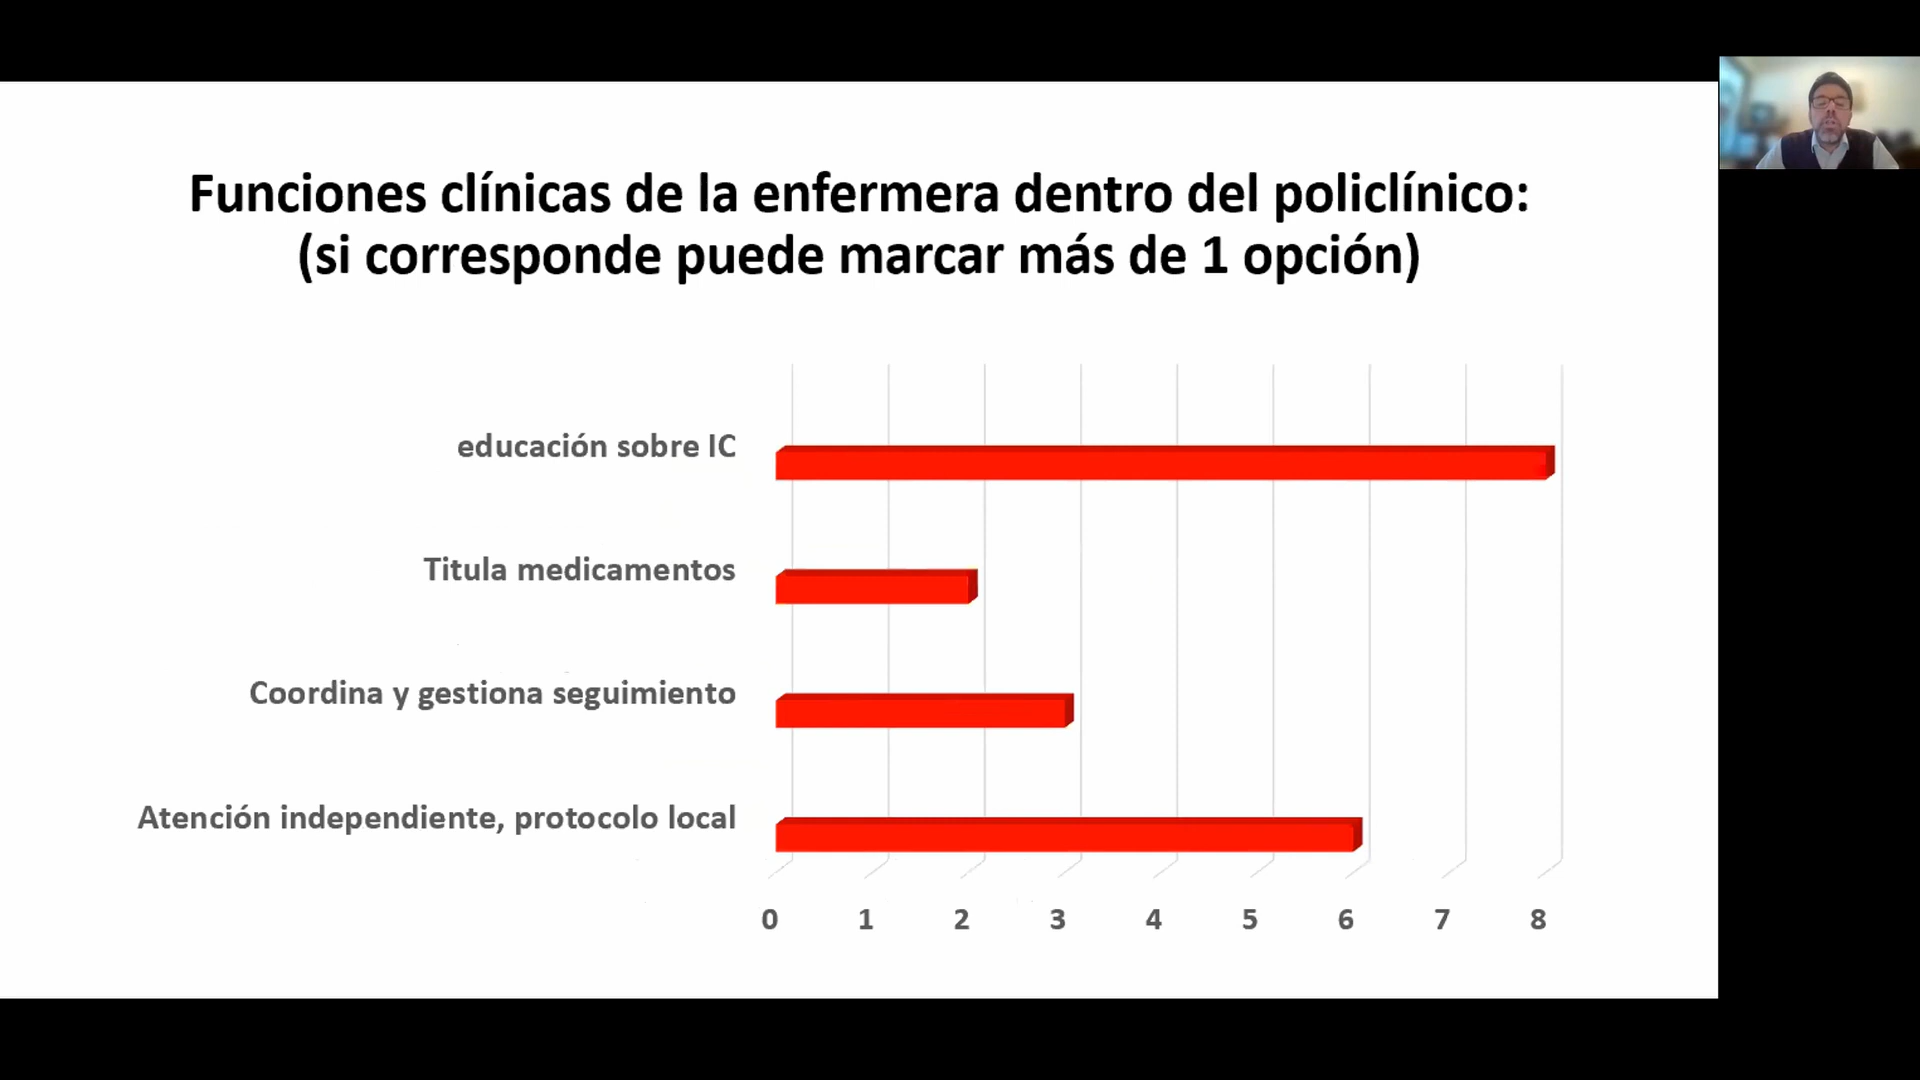 Funciones clínicas de la enfermera dentro del policlínico:
(si corresponde puede marcar más de 1 opción)
educación sobre IC
Titula medicamentos
Coordina y gestiona seguimiento
Atención independiente, protocolo local
0 1 2 3 4 5 6 7 8